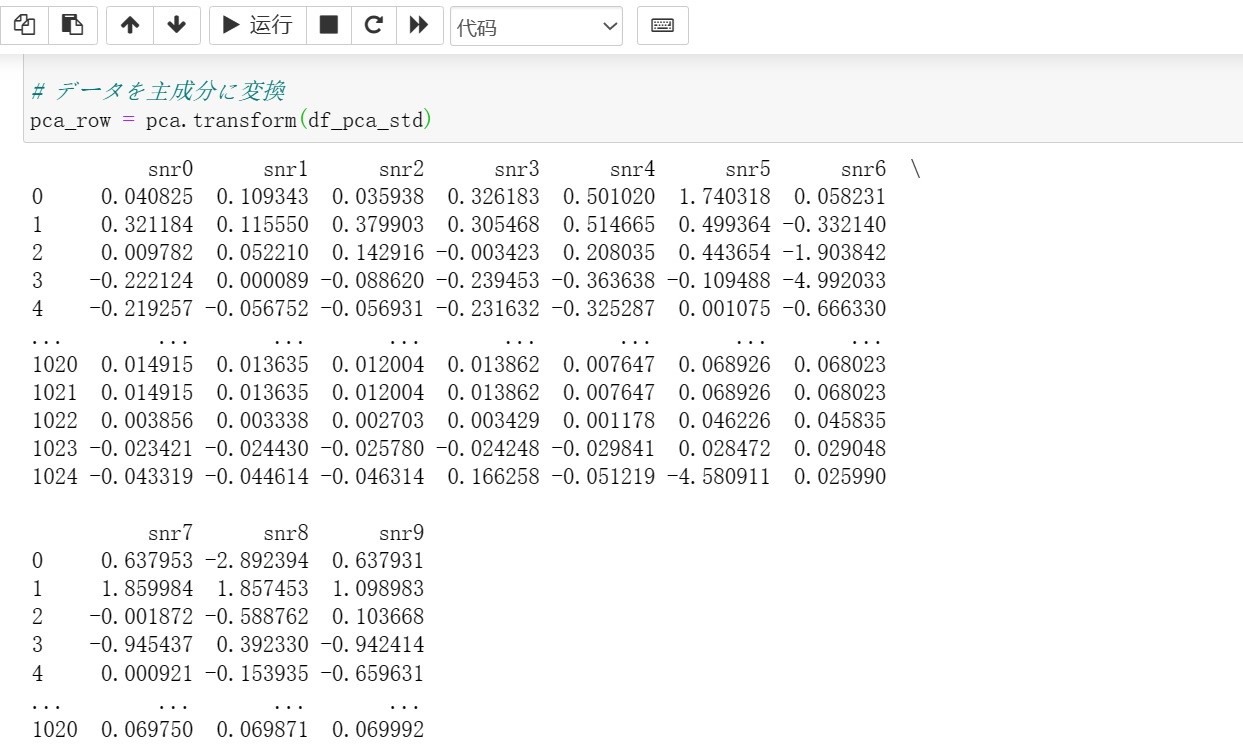 运行
代码
# データを主成分に変換
pca_row = pca.transform(df_pca_std)
snr0 snr1 snr2 snr3 snr4 snr5 snr6 \
0 0.040825 0.109343 0.035938 0.326183 0.501020 1.740318 0.058231
1 0.321184 0.115550 0.379903 0.305468 0.514665 0.499364 -0.332140
2 0.009782 0.052210 0.142916 -0.003423 0.208035 0.443654 -1.903842
3 -0.222124 0.000089 -0.088620 -0.239453 -0.363638 -0.109488 -4.992033
4 -0.219257 -0.056752 -0.056931 -0.231632 -0.325287 0.001075 -0.666330
... ... ... ... ... ... ... ...
1020 0.014915 0.013635 0.012004 0.013862 0.007647 0.068926 0.068023
1021 0.014915 0.013635 0.012004 0.013862 0.007647 0.068926 0.068023
1022 0.003856 0.003338 0.002703 0.003429 0.001178 0.046226 0.045835
1023 -0.023421 -0.024430 -0.025780 -0.024248 -0.029841 0.028472 0.029048
1024 -0.043319 -0.044614 -0.046314 0.166258 -0.051219 -4.580911 0.025990
snr7 snr8 snr9
0 0.637953 -2.892394 0.637931
1 1.859984 1.857453 1.098983
2 -0.001872 -0.588762 0.103668
3 -0.945437 0.392330 -0.942414
4 0.000921 -0.153935 -0.659631
... ... ... ...
1020 0.069750 0.069871 0.069992